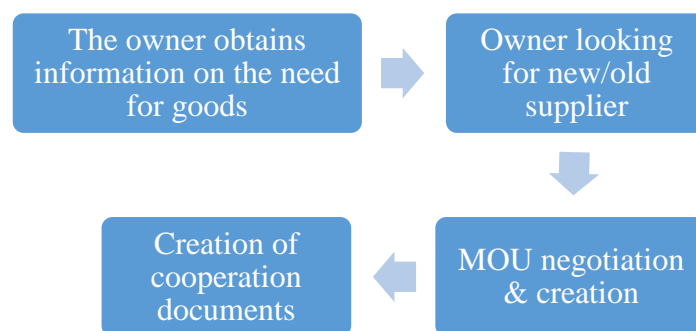 The owner obtains
information on the need
for goods
Owner looking
for new/old
supplier
MOU negotiation
& creation
Creation of
cooperation
documents